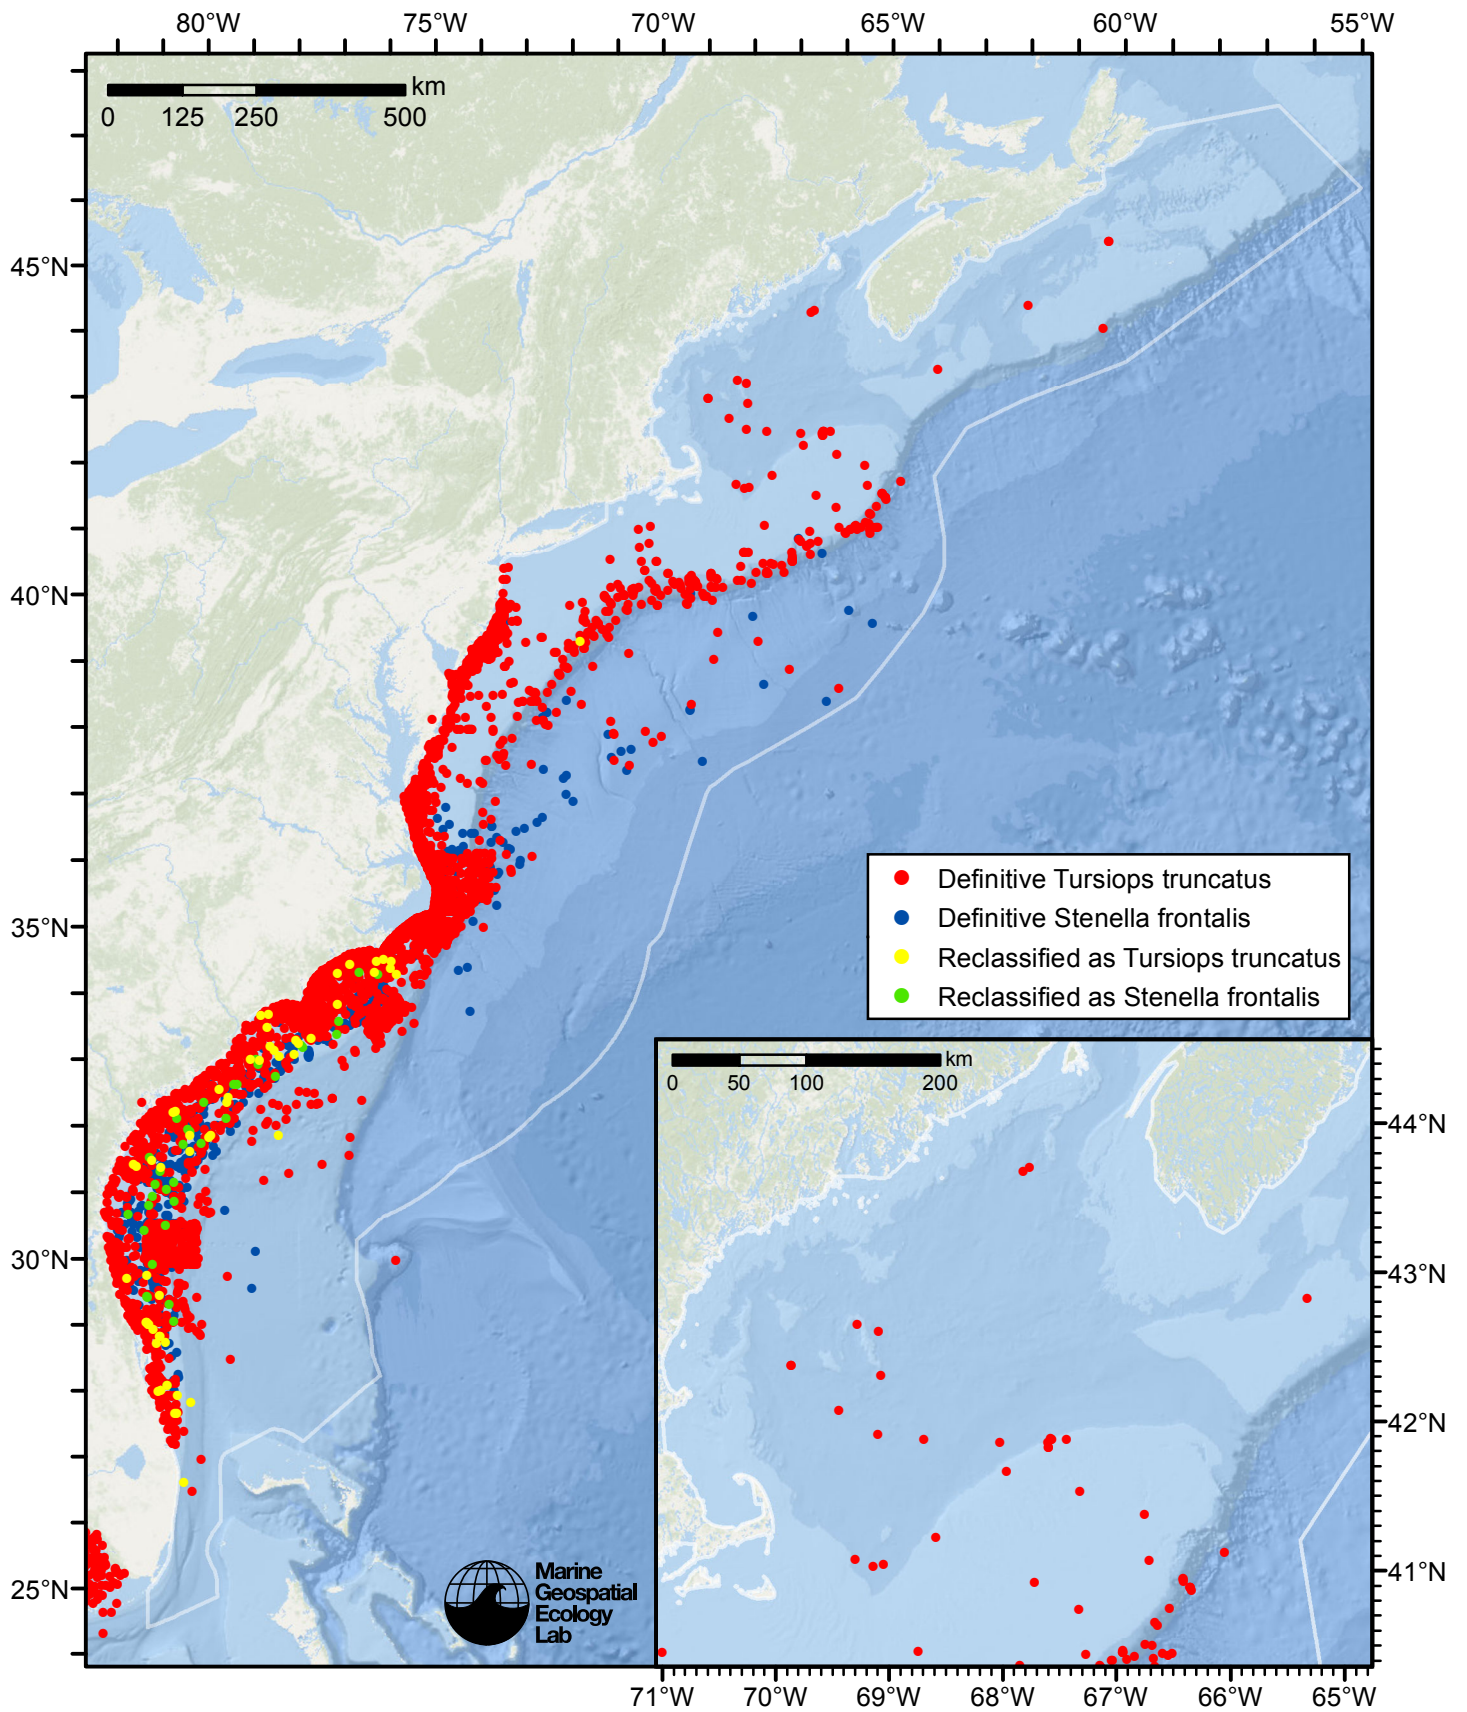 80°W 75°W 70°W 65°W 60°W 55°W
km
0 125 250 500
45°N
40°N
35°N
30°N
25°N
Definitive Tursiops truncatus
Definitive Stenella frontalis
Reclassified as Tursiops truncatus
Reclassified as Stenella frontalis
km
0 50 100 200
44°N
43°N
42°N
41°N
Marine
Geospatial
Ecology
Lab
71°W 70°W 69°W 68°W 67°W 66°W 65°W